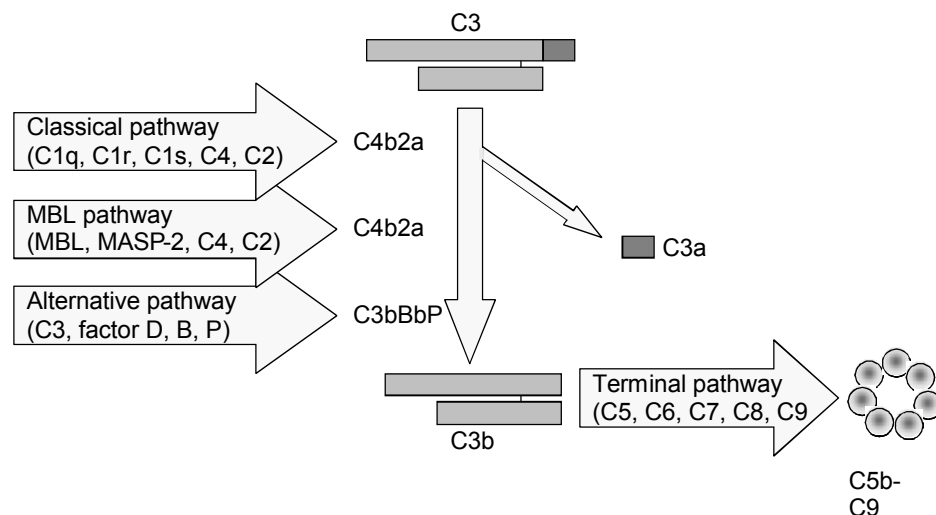 C3
Classical pathway
(C1q, C1r, C1s, C4, C2)
C4b2a
MBL pathway
(MBL, MASP-2, C4, C2)
C4b2a
C3a
Alternative pathway
(C3, factor D, B, P)
C3bBbP
Terminal pathway
(C5, C6, C7, C8, C9
C3b
C5b-
C9